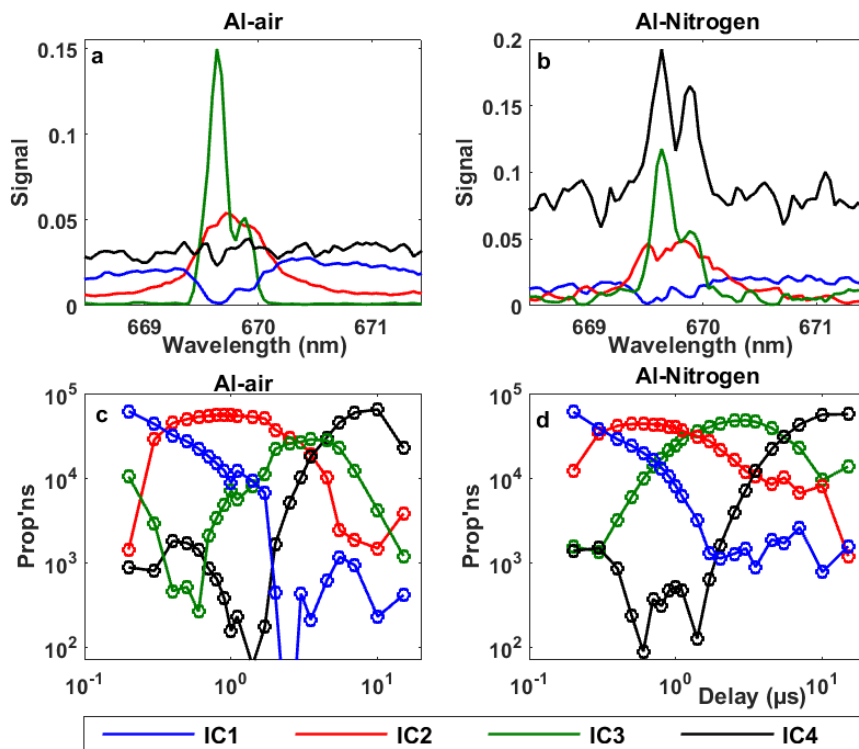 Al-air
Al-Nitrogen
a
b
0.15
0.1
0.05
0
Signal
0.2
0.15
0.1
0.05
0
Signal
669 670 671
Wavelength (nm)
669 670 671
Wavelength (nm)
Al-air
Al-Nitrogen
c
d
10^5
10^4
10^3
10^2
Prop'ns
10^5
10^4
10^3
10^2
Prop'ns
10^-1 10^0 10^1
10^-1 10^0 Delay (µs) 10^1
IC1 IC2 IC3 IC4